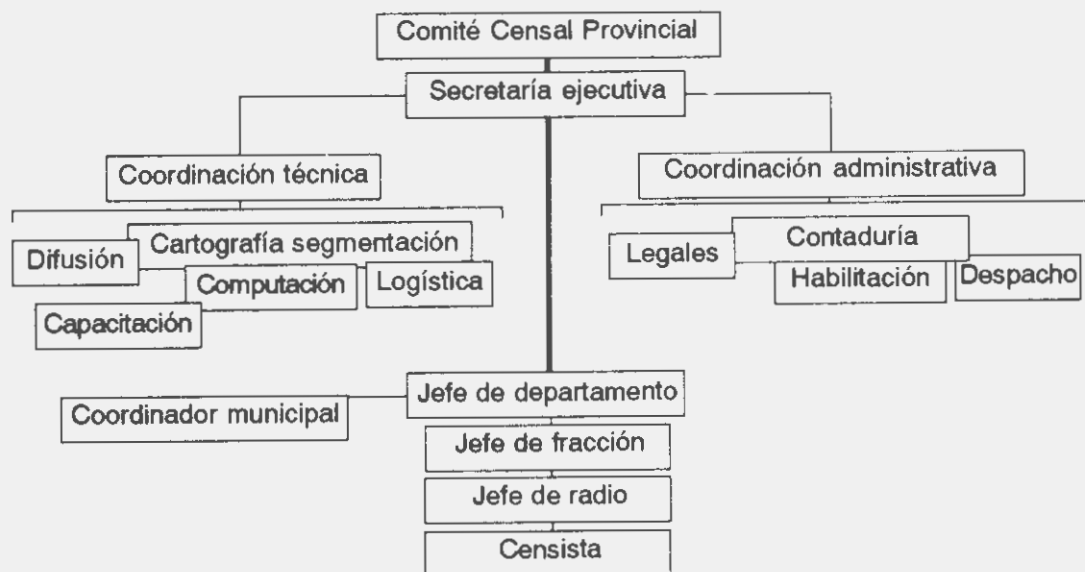 Comité Censal Provincial
Secretaría ejecutiva
Coordinación técnica
Coordinación administrativa
Difusión
Cartografía segmentación
Computación
Logística
Capacitación
Legales
Contaduría
Habilitación
Despacho
Coordinador municipal
Jefe de departamento
Jefe de fracción
Jefe de radio
Censista